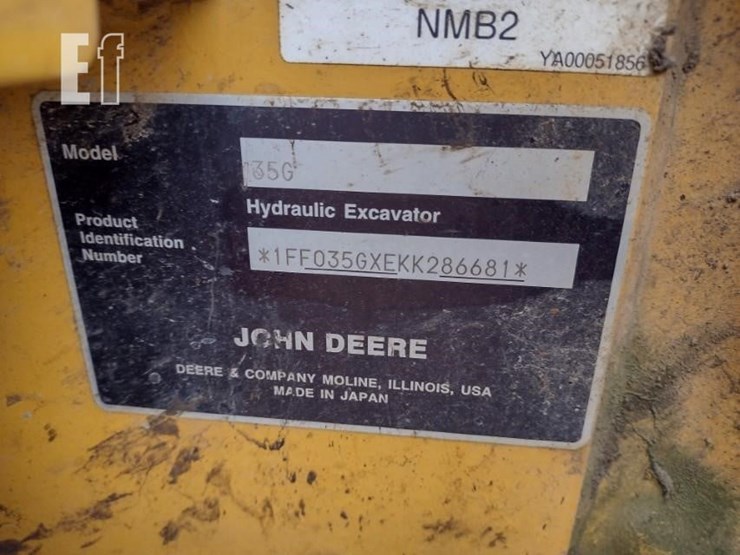 Ef
NMB2
YA00051856
Model
35G
Hydraulic Excavator
Product
Identification
Number
*1FF035GXEKK286681*
JOHN DEERE
DEERE & COMPANY MOLINE, ILLINOIS, USA
MADE IN JAPAN